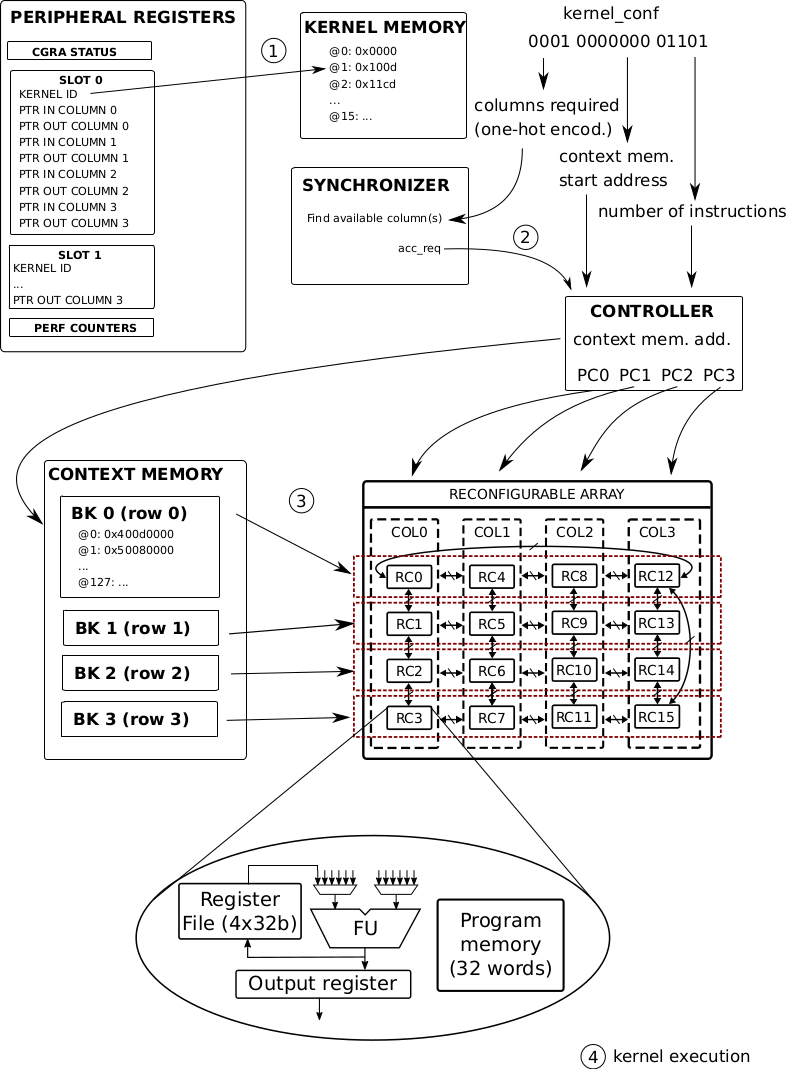 PERIPHERAL REGISTERS
CGRA STATUS
SLOT 0
KERNEL ID
PTR IN COLUMN 0
PTR OUT COLUMN 0
PTR IN COLUMN 1
PTR OUT COLUMN 1
PTR IN COLUMN 2
PTR OUT COLUMN 2
PTR IN COLUMN 3
PTR OUT COLUMN 3
SLOT 1
KERNEL ID
...
PTR OUT COLUMN 3
PERF COUNTERS
1
KERNEL MEMORY
@0: 0x0000
@1: 0x100d
@2: 0x11cd
...
@15: ...
kernel_conf
0001 0000000 01101
columns required
(one-hot encod.)
context mem.
start address
number of instructions
SYNCHRONIZER
Find available column(s)
acc_req
2
CONTROLLER
context mem. add.
PC0 PC1 PC2 PC3
CONTEXT MEMORY
BK 0 (row 0)
@0: 0x400d0000
@1: 0x50080000
...
@127: ...
BK 1 (row 1)
BK 2 (row 2)
BK 3 (row 3)
3
RECONFIGURABLE ARRAY
COL0 COL1 COL2 COL3
RC0 RC4 RC8 RC12
RC1 RC5 RC9 RC13
RC2 RC6 RC10 RC14
RC3 RC7 RC11 RC15
Register
File (4x32b)
FU
Output register
Program
memory
(32 words)
4 kernel execution